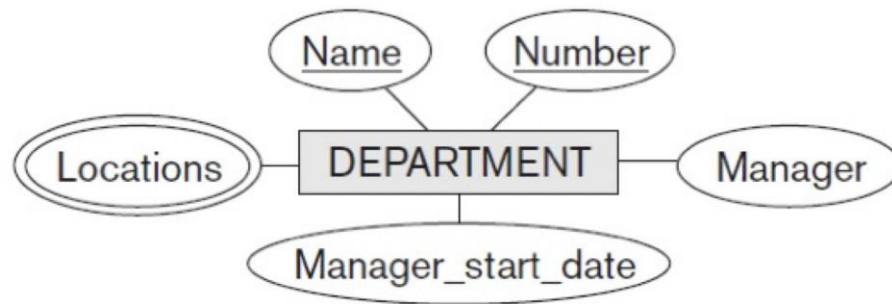 Name
Number
Locations
DEPARTMENT
Manager
Manager_start_date